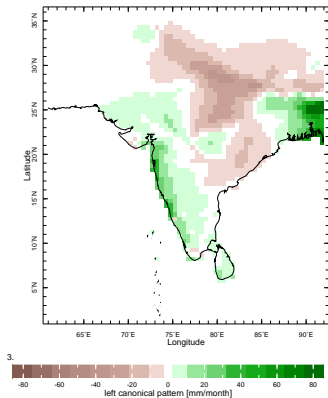 35˚N
30˚N
25˚N
20˚N
15˚N
10˚N
5˚N
Latitude
65˚E 70˚E 75˚E 80˚E 85˚E 90˚E
Longitude
3.
-80 -60 -40 -20 0 20 40 60 80
left canonical pattern [mm/month]